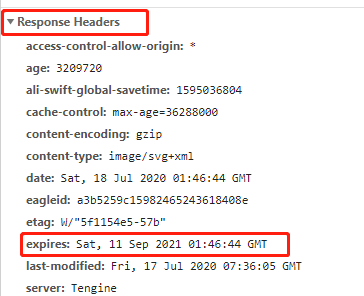 Response Headers
access-control-allow-origin: *
age: 3209720
ali-swift-global-savetime: 1595036804
cache-control: max-age=36288000
content-encoding: gzip
content-type: image/svg+xml
date: Sat, 18 Jul 2020 01:46:44 GMT
eagleid: a3b5259c15982465243618408e
etag: W/"5f1154e5-57b"
expires: Sat, 11 Sep 2021 01:46:44 GMT
last-modified: Fri, 17 Jul 2020 07:36:05 GMT
server: Tengine